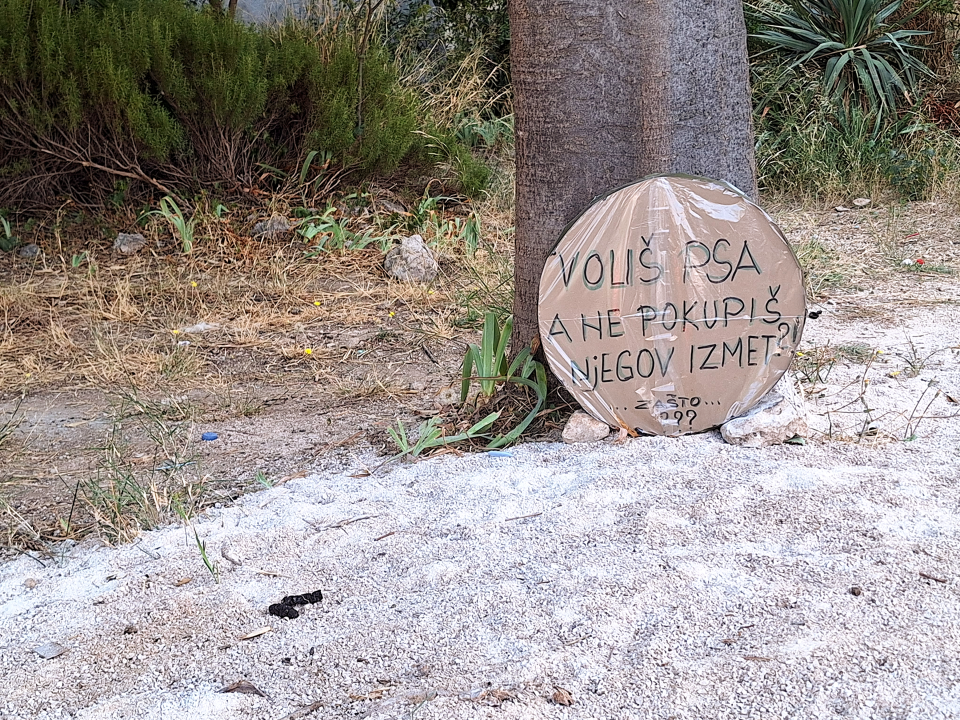 VOLIŠ PSA
A NE POKUPIŠ
NjEGOV IZMET?!
... ZAŠTO...
???